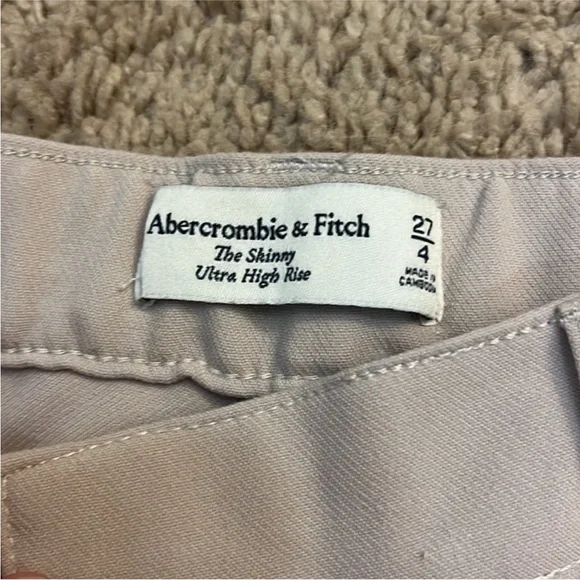 Abercrombie & Fitch
The Skinny
Ultra High Rise
27
4
MADE IN
CAMBODIA